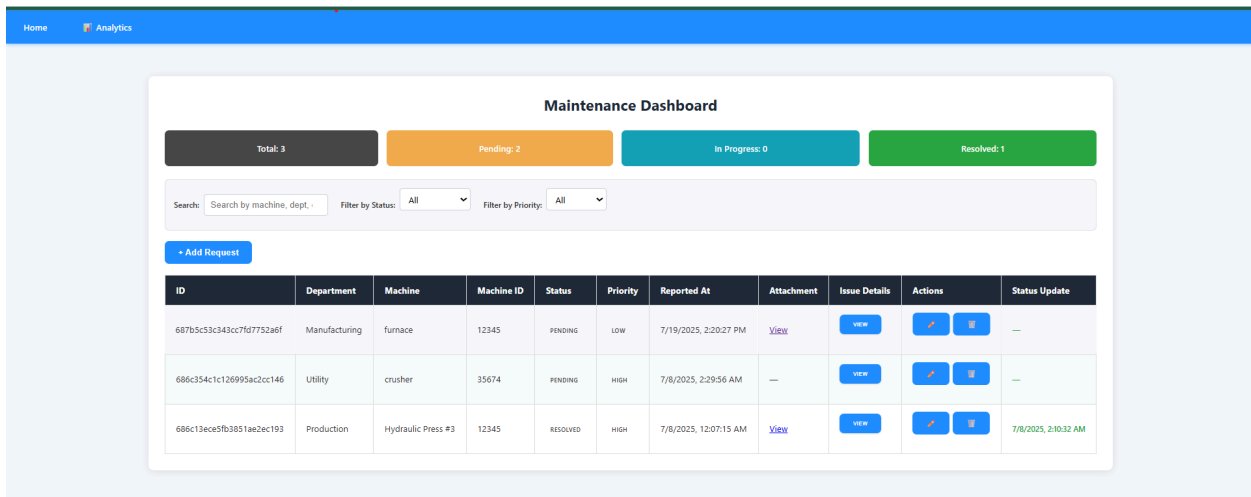 Home Analytics
Maintenance Dashboard
Total: 3 Pending: 2 In Progress: 0 Resolved: 1
Search: Search by machine, dept, Filter by Status: All Filter by Priority: All
+ Add Request
ID Department Machine Machine ID Status Priority Reported At Attachment Issue Details Actions Status Update
687b5c53c343cc7fd7752a6f Manufacturing furnace 12345 PENDING LOW 7/19/2025, 2:20:27 PM View VIEW —
686c354c1c126995ac2cc146 Utility crusher 35674 PENDING HIGH 7/8/2025, 2:29:56 AM — VIEW —
686c13ece5fb3851ae2ec193 Production Hydraulic Press #3 12345 RESOLVED HIGH 7/8/2025, 12:07:15 AM View VIEW 7/8/2025, 2:10:32 AM